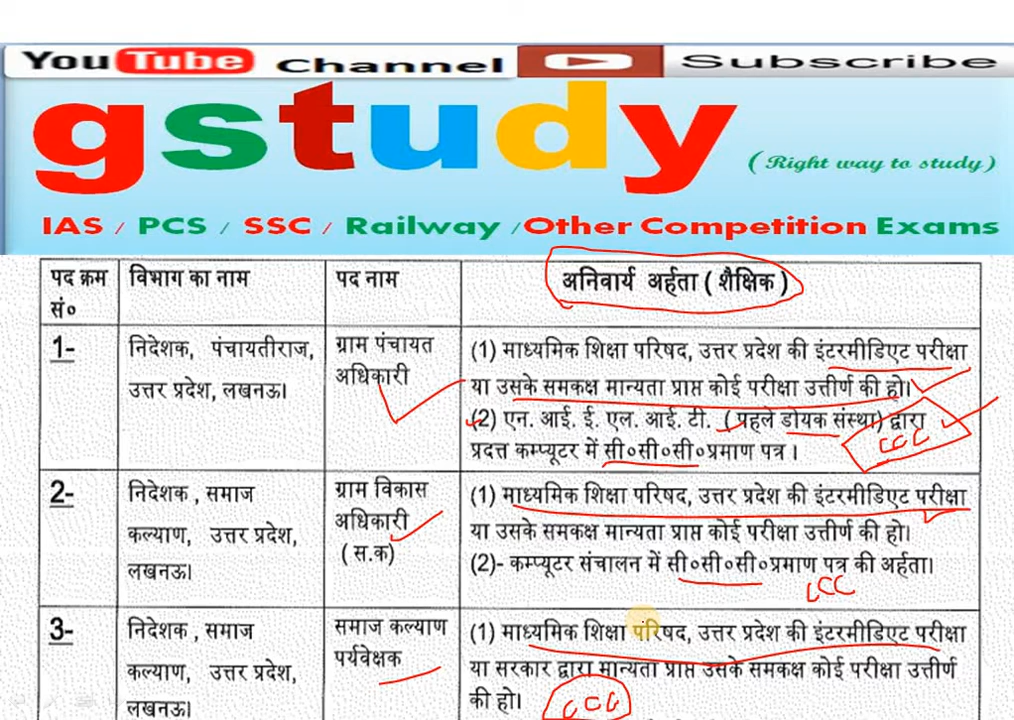 YouTube Channel Subscribe
gstudy
( Right way to study)
IAS / PCS / SSC / Railway /Other Competition Exams
पद क्रम सं० विभाग का नाम पद नाम अनिवार्य अर्हता ( शैक्षिक )
1-
निदेशक, पंचायतीराज,
उत्तर प्रदेश, लखनऊ।
ग्राम पंचायत
अधिकारी
(1) माध्यमिक शिक्षा परिषद, उत्तर प्रदेश की इंटरमीडिएट परीक्षा
या उसके समकक्ष मान्यता प्राप्त कोई परीक्षा उत्तीर्ण की हो।
(2) एन. आई. ई. एल. आई. टी. ( पहले डोयक संस्था) द्वारा
प्रदत्त कम्प्यूटर में सी०सी०सी०प्रमाण पत्र ।
CCC
2-
निदेशक , समाज
कल्याण, उत्तर प्रदेश,
लखनऊ।
ग्राम विकास
अधिकारी
(स.क)
(1) माध्यमिक शिक्षा परिषद, उत्तर प्रदेश की इंटरमीडिएट परीक्षा
या उसके समकक्ष मान्यता प्राप्त कोई परीक्षा उत्तीर्ण की हो।
(2)- कम्प्यूटर संचालन में सी०सी०सी०प्रमाण पत्र की अर्हता।
CCC
3-
निदेशक , समाज
कल्याण, उत्तर प्रदेश,
लखनऊ।
समाज कल्याण
पर्यवेक्षक
(1) माध्यमिक शिक्षा परिषद, उत्तर प्रदेश की इंटरमीडिएट परीक्षा
या सरकार द्वारा मान्यता प्राप्त उसके समकक्ष कोई परीक्षा उत्तीर्ण
की हो।
CCC